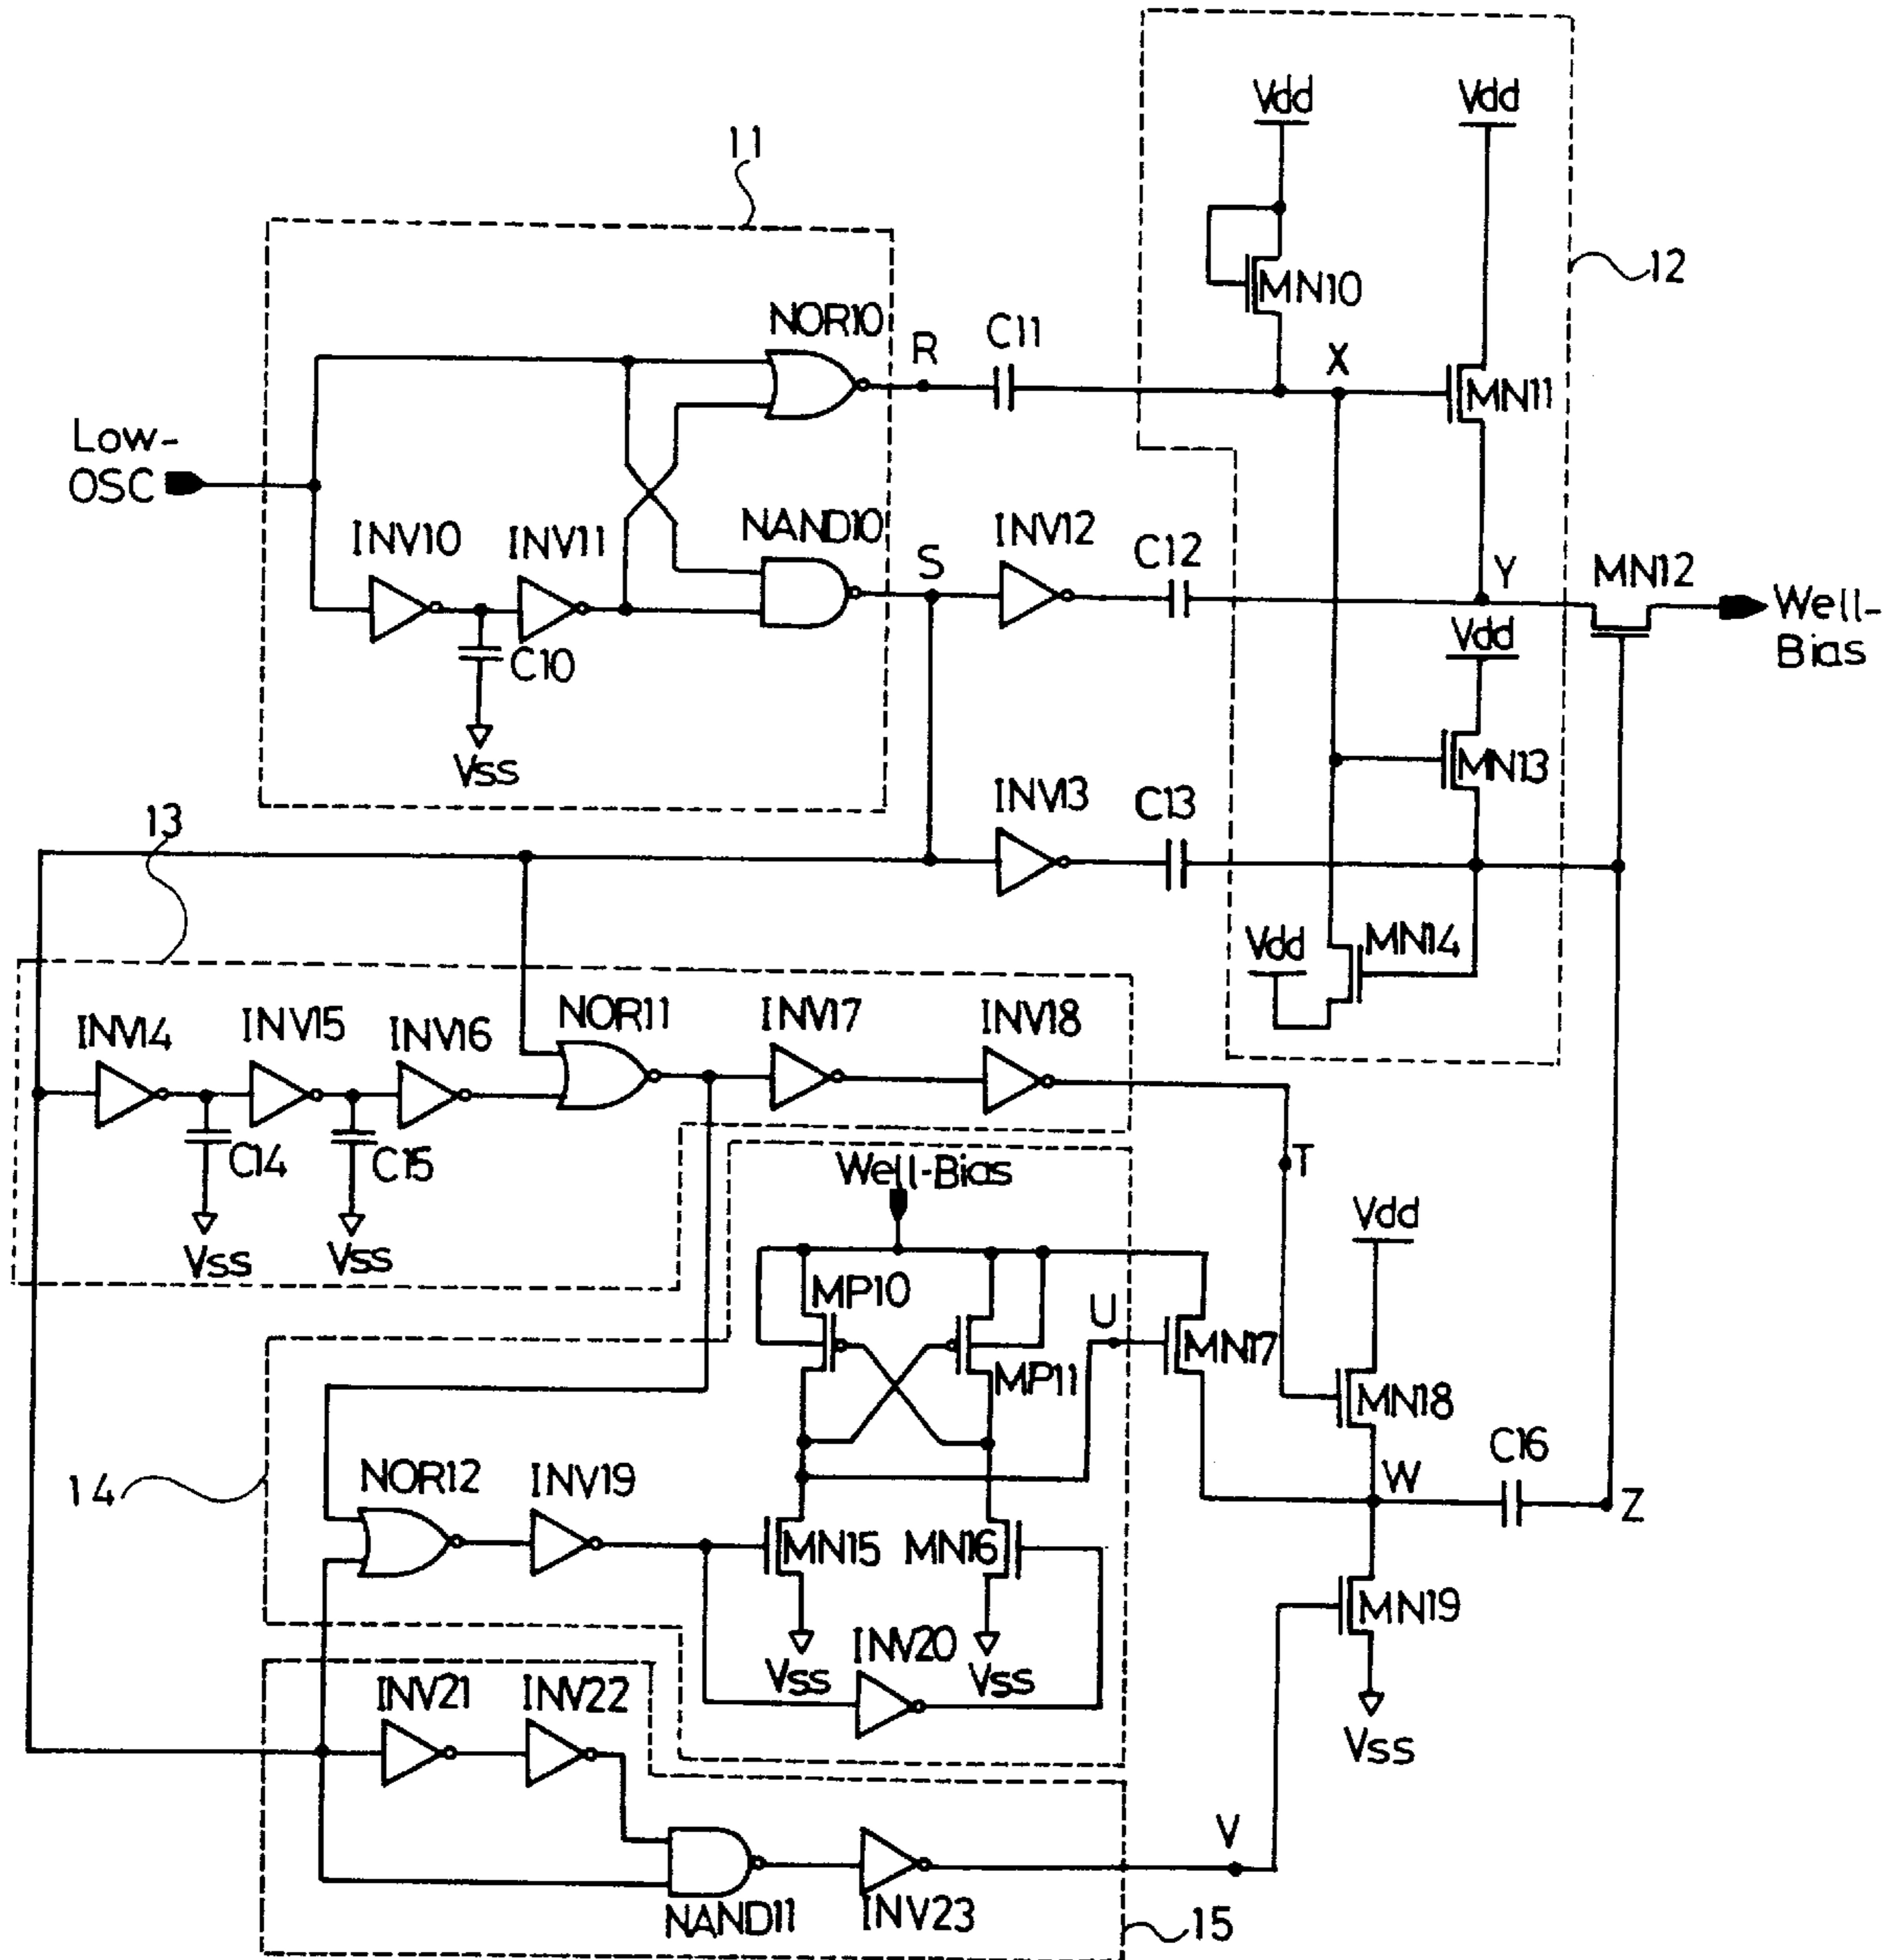 Vdd
Vdd
11
12
MN10
NOR10
R
C11
X
MN11
Low-
OSC
INV10
INV11
NAND10
S
INV12
C12
Y
MN12
Well-
Bias
C10
Vdd
Vss
MN13
INV13
C13
13
Vdd
MN14
INV14
INV15
INV16
NOR11
INV17
INV18
C14
C15
T
Well-Bias
Vss
Vss
Vdd
MP10
U
MN17
MP11
MN18
C16
14
NOR12
INV19
W
Z
MN15
MN16
MN19
INV20
Vss
Vss
INV21
INV22
Vss
V
NAND11
INV23
15